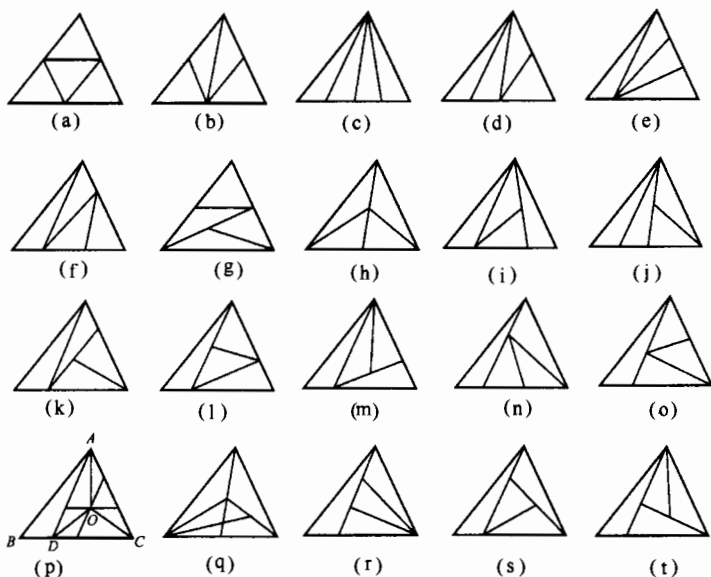 (a) (b) (c) (d) (e)
(f) (g) (h) (i) (j)
(k) (l) (m) (n) (o)
A
O
B D C
(p) (q) (r) (s) (t)